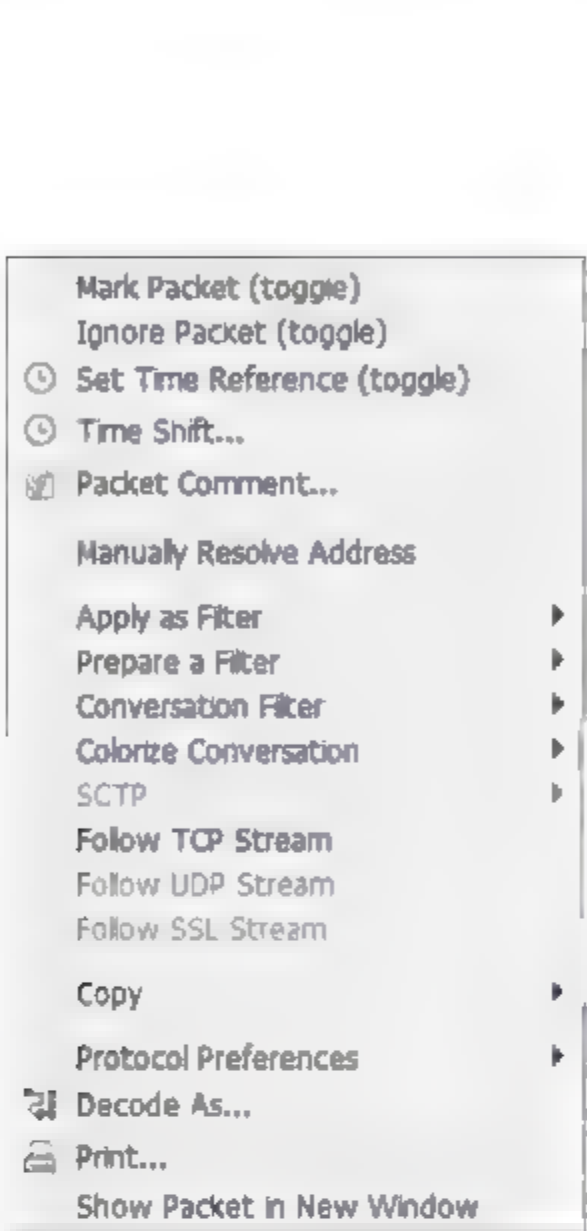 Mark Packet (toggle)
Ignore Packet (toggle)
Set Time Reference (toggle)
Time Shift...
Packet Comment...
Manually Resolve Address
Apply as Filter
Prepare a Filter
Conversation Filter
Colorize Conversation
SCTP
Follow TCP Stream
Follow UDP Stream
Follow SSL Stream
Copy
Protocol Preferences
Decode As...
Print...
Show Packet in New Window